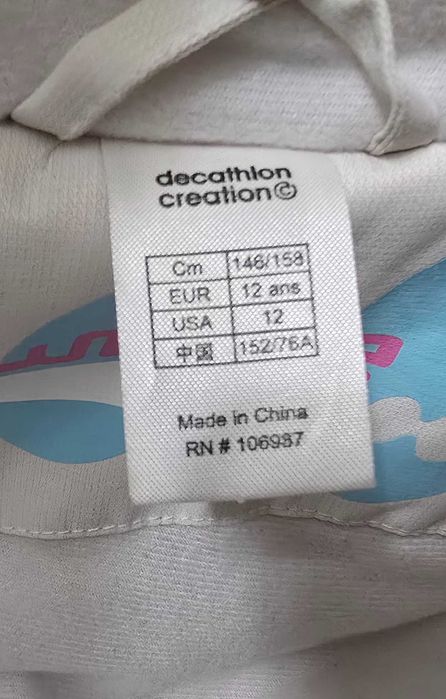 decathlon
creation©
Cm 146/158
EUR 12 ans
USA 12
中国 152/76A
Made in China
RN # 106987